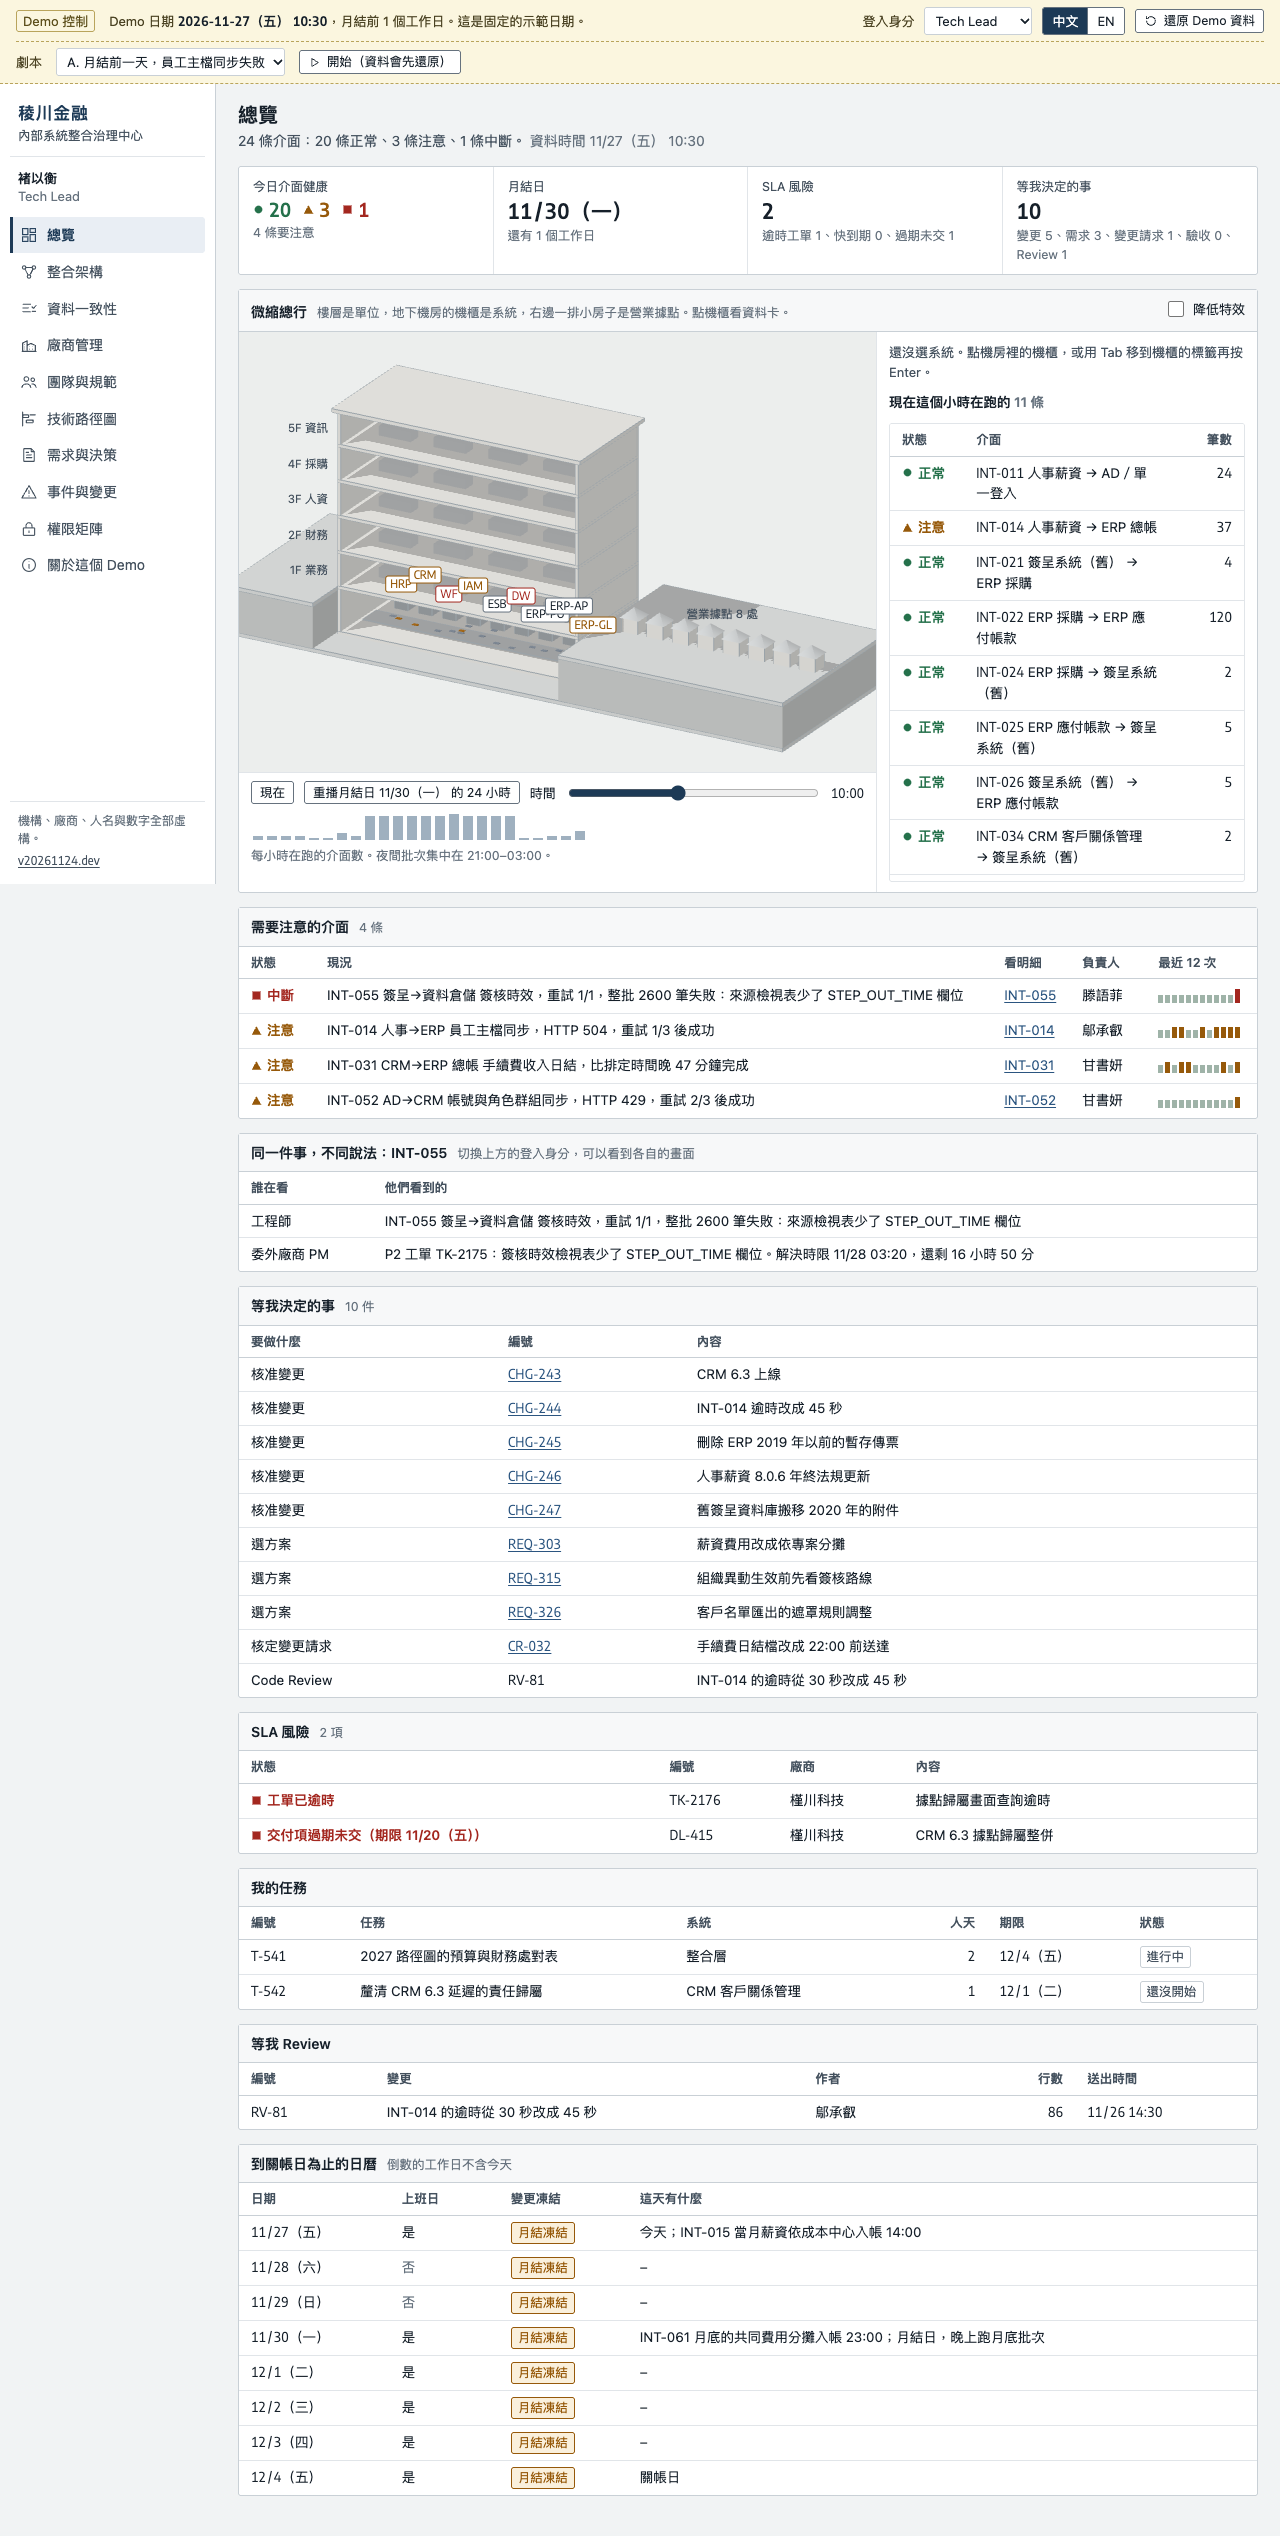 Demo 控制 Demo 日期 2026-11-27（五） 10:30，月結前 1 個工作日。這是固定的示範日期。 登入身分 Tech Lead 中文 EN 還原 Demo 資料
劇本 A. 月結前一天，員工主檔同步失敗 開始（資料會先還原）
稜川金融
內部系統整合治理中心
褚以衡
Tech Lead
總覽
整合架構
資料一致性
廠商管理
團隊與規範
技術路徑圖
需求與決策
事件與變更
權限矩陣
關於這個 Demo
機構、廠商、人名與數字全部虛
構。
v20261124.dev
總覽
24 條介面：20 條正常、3 條注意、1 條中斷。 資料時間 11/27（五） 10:30
今日介面健康
20 3 1
4 條要注意
月結日
11/30（一）
還有 1 個工作日
SLA 風險
2
逾時工單 1、快到期 0、過期未交 1
等我決定的事
10
變更 5、需求 3、變更請求 1、驗收 0、
Review 1
微縮總行 樓層是單位，地下機房的機櫃是系統，右邊一排小房子是營業據點。點機櫃看資料卡。 降低特效
5F 資訊
4F 採購
3F 人資
2F 財務
1F 業務
HRP
CRM
WF
IAM
ESB
DW
ERP-PO
ERP-AP
ERP-GL
營業據點 8 處
現在 重播月結日 11/30（一） 的 24 小時 時間 10:00
每小時在跑的介面數。夜間批次集中在 21:00–03:00。
還沒選系統。點機房裡的機櫃，或用 Tab 移到機櫃的標籤再按
Enter。
現在這個小時在跑的 11 條
狀態 介面 筆數
正常 INT-011 人事薪資 → AD / 單 24
一登入
注意 INT-014 人事薪資 → ERP 總帳 37
正常 INT-021 簽呈系統（舊） → 4
ERP 採購
正常 INT-022 ERP 採購 → ERP 應 120
付帳款
正常 INT-024 ERP 採購 → 簽呈系統 2
（舊）
正常 INT-025 ERP 應付帳款 → 簽呈 5
系統（舊）
正常 INT-026 簽呈系統（舊） → 5
ERP 應付帳款
正常 INT-034 CRM 客戶關係管理 2
→ 簽呈系統（舊）
需要注意的介面 4 條
狀態 現況 看明細 負責人 最近 12 次
中斷 INT-055 簽呈→資料倉儲 簽核時效，重試 1/1，整批 2600 筆失敗：來源檢視表少了 STEP_OUT_TIME 欄位 INT-055 滕語菲
注意 INT-014 人事→ERP 員工主檔同步，HTTP 504，重試 1/3 後成功 INT-014 鄔承叡
注意 INT-031 CRM→ERP 總帳 手續費收入日結，比排定時間晚 47 分鐘完成 INT-031 甘書妍
注意 INT-052 AD→CRM 帳號與角色群組同步，HTTP 429，重試 2/3 後成功 INT-052 甘書妍
同一件事，不同說法：INT-055 切換上方的登入身分，可以看到各自的畫面
誰在看 他們看到的
工程師 INT-055 簽呈→資料倉儲 簽核時效，重試 1/1，整批 2600 筆失敗：來源檢視表少了 STEP_OUT_TIME 欄位
委外廠商 PM P2 工單 TK-2175：簽核時效檢視表少了 STEP_OUT_TIME 欄位。解決時限 11/28 03:20，還剩 16 小時 50 分
等我決定的事 10 件
要做什麼 編號 內容
核准變更 CHG-243 CRM 6.3 上線
核准變更 CHG-244 INT-014 逾時改成 45 秒
核准變更 CHG-245 刪除 ERP 2019 年以前的暫存傳票
核准變更 CHG-246 人事薪資 8.0.6 年終法規更新
核准變更 CHG-247 舊簽呈資料庫搬移 2020 年的附件
選方案 REQ-303 薪資費用改成依專案分攤
選方案 REQ-315 組織異動生效前先看簽核路線
選方案 REQ-326 客戶名單匯出的遮罩規則調整
核定變更請求 CR-032 手續費日結檔改成 22:00 前送達
Code Review RV-81 INT-014 的逾時從 30 秒改成 45 秒
SLA 風險 2 項
狀態 編號 廠商 內容
工單已逾時 TK-2176 槿川科技 據點歸屬畫面查詢逾時
交付項過期未交（期限 11/20（五）） DL-415 槿川科技 CRM 6.3 據點歸屬整併
我的任務
編號 任務 系統 人天 期限 狀態
T-541 2027 路徑圖的預算與財務處對表 整合層 2 12/4（五） 進行中
T-542 釐清 CRM 6.3 延遲的責任歸屬 CRM 客戶關係管理 1 12/1（二） 還沒開始
等我 Review
編號 變更 作者 行數 送出時間
RV-81 INT-014 的逾時從 30 秒改成 45 秒 鄔承叡 86 11/26 14:30
到關帳日為止的日曆 倒數的工作日不含今天
日期 上班日 變更凍結 這天有什麼
11/27（五） 是 月結凍結 今天；INT-015 當月薪資依成本中心入帳 14:00
11/28（六） 否 月結凍結 –
11/29（日） 否 月結凍結 –
11/30（一） 是 月結凍結 INT-061 月底的共同費用分攤入帳 23:00；月結日，晚上跑月底批次
12/1（二） 是 月結凍結 –
12/2（三） 是 月結凍結 –
12/3（四） 是 月結凍結 –
12/4（五） 是 月結凍結 關帳日